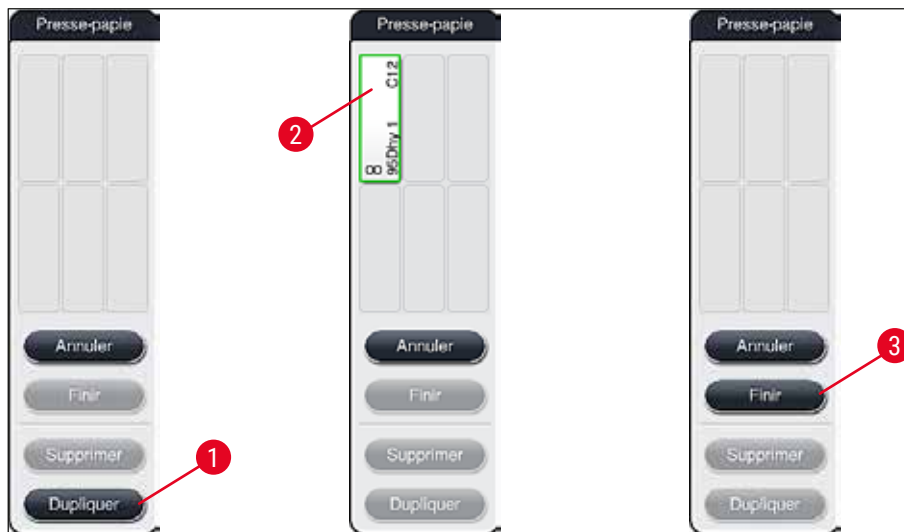 Presse-papie
Annuler
Finir
Supprimer
Dupliquer
1
Presse-papie
2
C12
95Dhy 1
8
Annuler
Finir
Supprimer
Dupliquer
Presse-papie
Annuler
Finir
3
Supprimer
Dupliquer